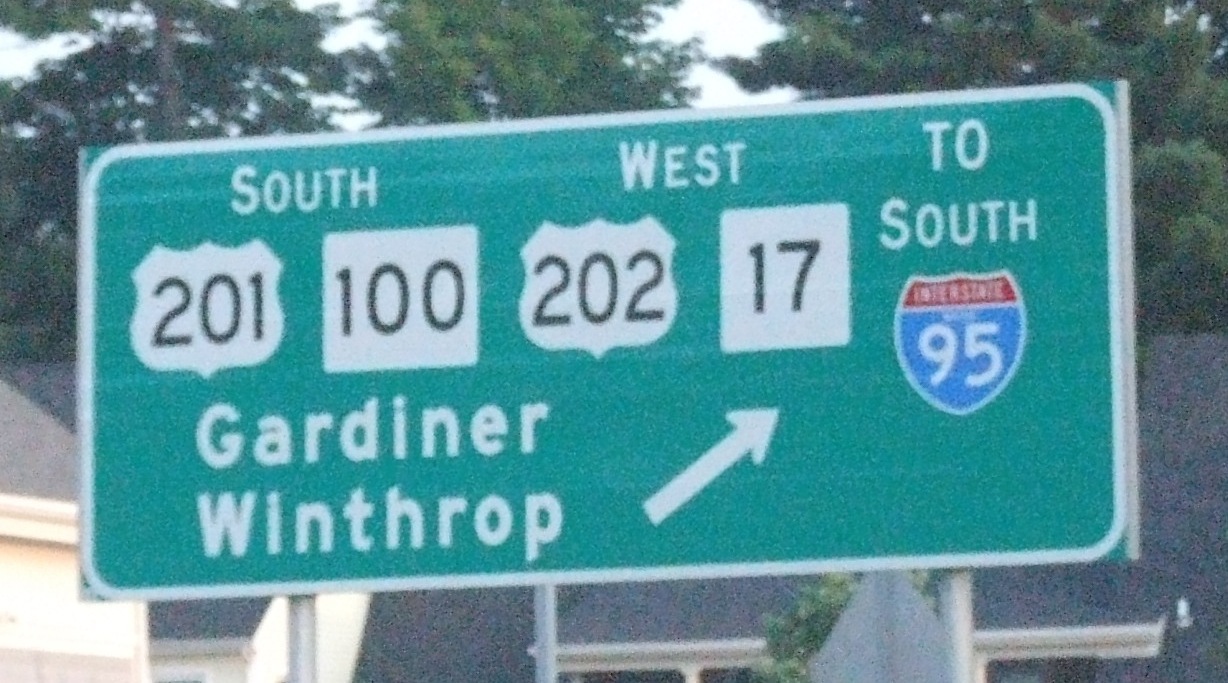 SOUTH WEST TO
SOUTH
201 100 202 17 INTERSTATE
95
Gardiner
Winthrop